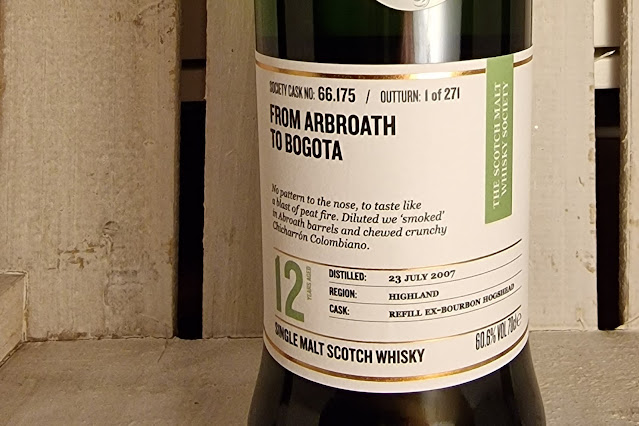 SOCIETY CASK NO: 66.175 / OUTTURN: 1 of 271
FROM ARBROATH
TO BOGOTA
THE SCOTCH MALT
WHISKY SOCIETY
No pattern to the nose, to taste like
a blast of peat fire. Diluted we 'smoked'
in Abroath barrels and chewed crunchy
Chicharrón Colombiano.
12 YEARS AGED
DISTILLED: 23 JULY 2007
REGION: HIGHLAND
CASK: REFILL EX-BOURBON HOGSHEAD
SINGLE MALT SCOTCH WHISKY
60.6% VOL 70cl e